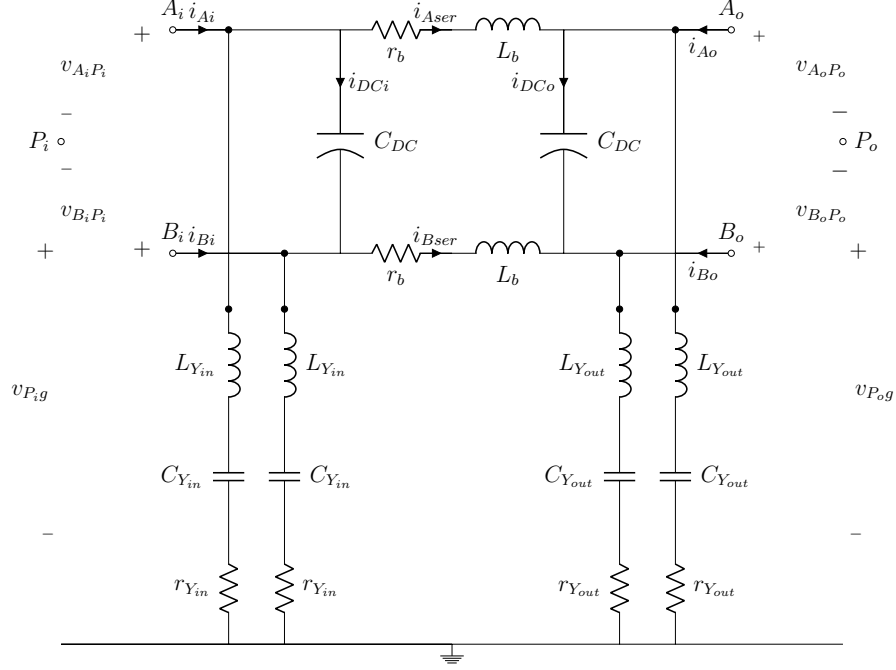 A_i i_{Ai} i_{Aser} A_o
+ +
r_b L_b i_{Ao}
v_{A_iP_i} i_{DCi} i_{DCo} v_{A_oP_o}
− −
P_i C_{DC} C_{DC} P_o
− −
v_{B_iP_i} v_{B_oP_o}
B_i i_{Bi} i_{Bser} B_o
+ + + +
r_b L_b i_{Bo}
L_{Y_{in}} L_{Y_{in}} L_{Y_{out}} L_{Y_{out}}
v_{P_ig} v_{P_og}
C_{Y_{in}} C_{Y_{in}} C_{Y_{out}} C_{Y_{out}}
− −
r_{Y_{in}} r_{Y_{in}} r_{Y_{out}} r_{Y_{out}}